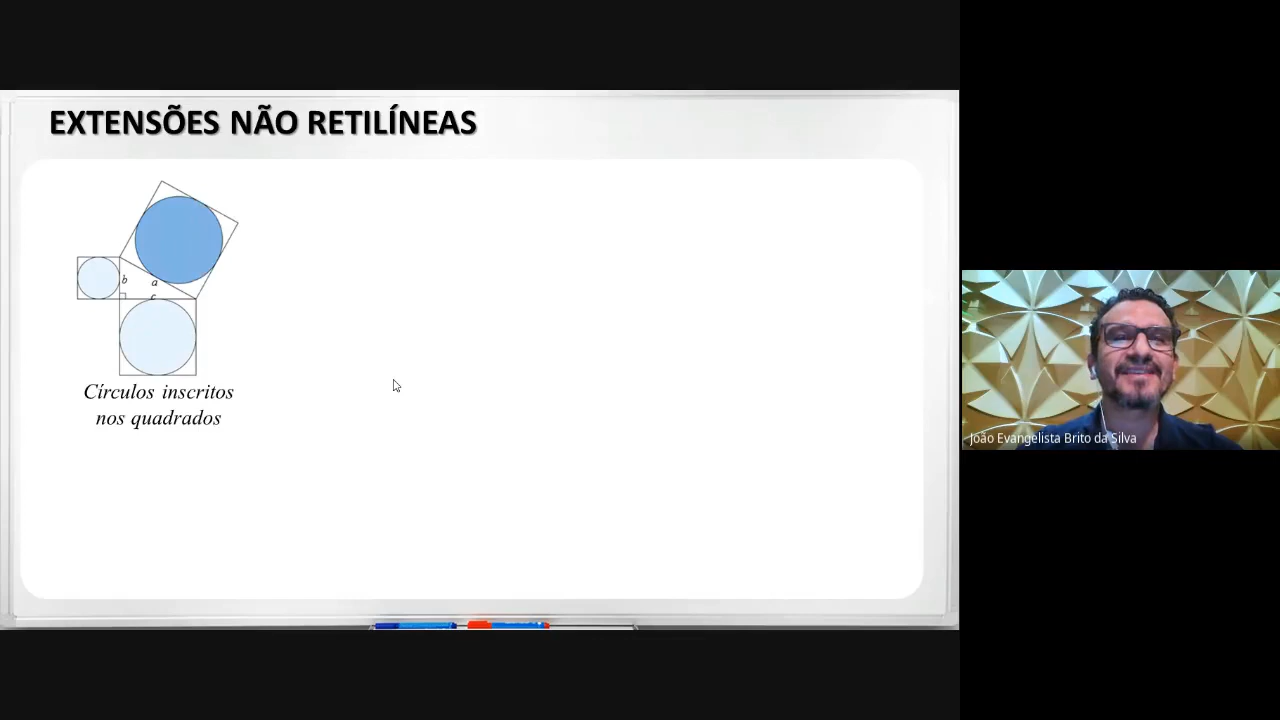 EXTENSÕES NÃO RETILÍNEAS
b
a
c
Círculos inscritos
nos quadrados
João Evangelista Brito da Silva